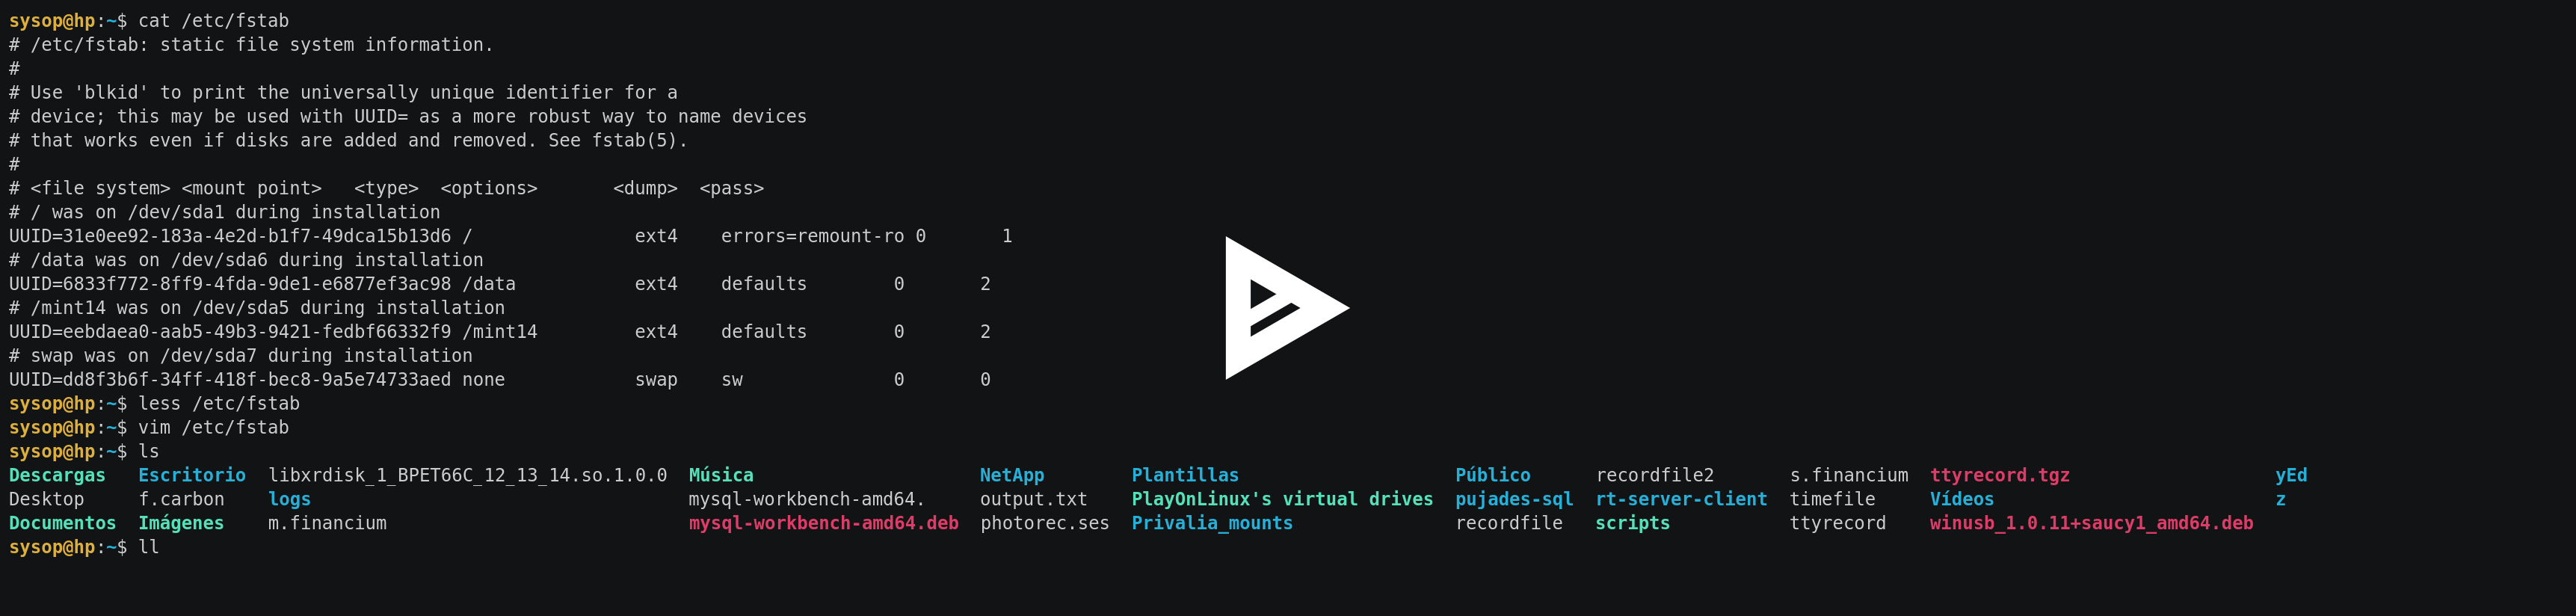 sysop@hp:~$ cat /etc/fstab
# /etc/fstab: static file system information.
#
# Use 'blkid' to print the universally unique identifier for a
# device; this may be used with UUID= as a more robust way to name devices
# that works even if disks are added and removed. See fstab(5).
#
# <file system> <mount point>   <type>  <options>       <dump>  <pass>
# / was on /dev/sda1 during installation
UUID=31e0ee92-183a-4e2d-b1f7-49dca15b13d6 /               ext4    errors=remount-ro 0       1
# /data was on /dev/sda6 during installation
UUID=6833f772-8ff9-4fda-9de1-e6877ef3ac98 /data           ext4    defaults        0       2
# /mint14 was on /dev/sda5 during installation
UUID=eebdaea0-aab5-49b3-9421-fedbf66332f9 /mint14         ext4    defaults        0       2
# swap was on /dev/sda7 during installation
UUID=dd8f3b6f-34ff-418f-bec8-9a5e74733aed none            swap    sw              0       0
sysop@hp:~$ less /etc/fstab
sysop@hp:~$ vim /etc/fstab
sysop@hp:~$ ls
Descargas   Escritorio  libxrdisk_1_BPET66C_12_13_14.so.1.0.0  Música                     NetApp        Plantillas                    Público      recordfile2       s.financium  ttyrecord.tgz                    yEd
Desktop     f.carbon    logs                                   mysql-workbench-amd64.     output.txt    PlayOnLinux's virtual drives  pujades-sql  rt-server-client  timefile     Vídeos                           z
Documentos  Imágenes    m.financium                            mysql-workbench-amd64.deb  photorec.ses  Privalia_mounts               recordfile   scripts           ttyrecord    winusb_1.0.11+saucy1_amd64.deb
sysop@hp:~$ ll